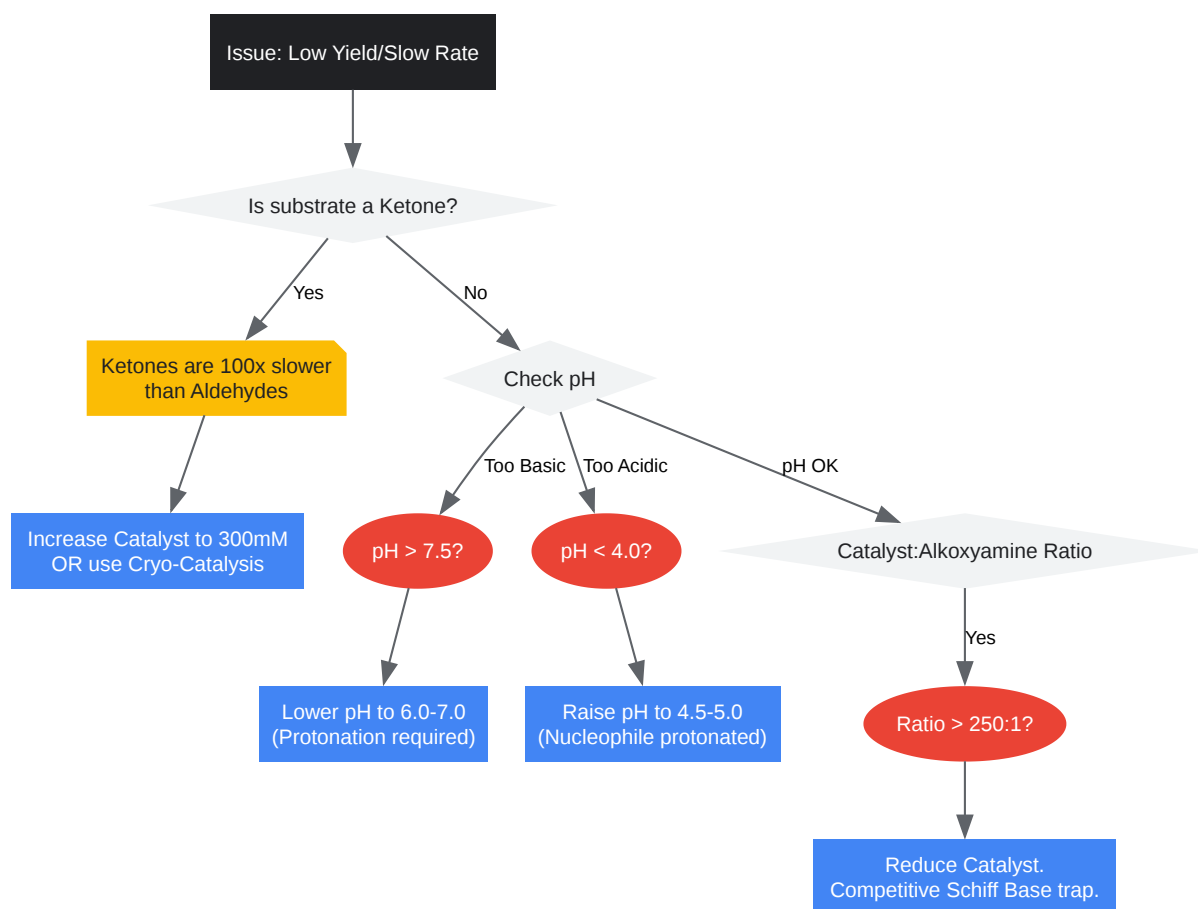 Issue: Low Yield/Slow Rate
Is substrate a Ketone?
Yes
No
Ketones are 100x slower
than Aldehydes
Check pH
Too Basic
Too Acidic
pH OK
Increase Catalyst to 300mM
OR use Cryo-Catalysis
pH > 7.5?
pH < 4.0?
Catalyst:Alkoxyamine Ratio
Yes
Lower pH to 6.0-7.0
(Protonation required)
Raise pH to 4.5-5.0
(Nucleophile protonated)
Ratio > 250:1?
Reduce Catalyst.
Competitive Schiff Base trap.